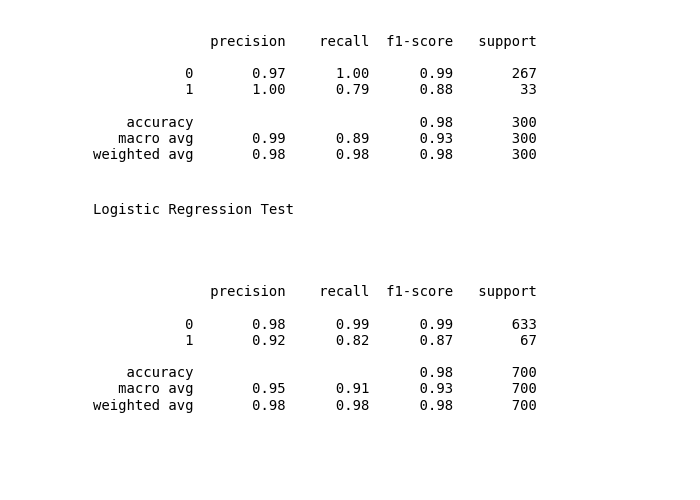 precision recall f1-score support
0 0.97 1.00 0.99 267
1 1.00 0.79 0.88 33
accuracy 0.98 300
macro avg 0.99 0.89 0.93 300
weighted avg 0.98 0.98 0.98 300
Logistic Regression Test
precision recall f1-score support
0 0.98 0.99 0.99 633
1 0.92 0.82 0.87 67
accuracy 0.98 700
macro avg 0.95 0.91 0.93 700
weighted avg 0.98 0.98 0.98 700